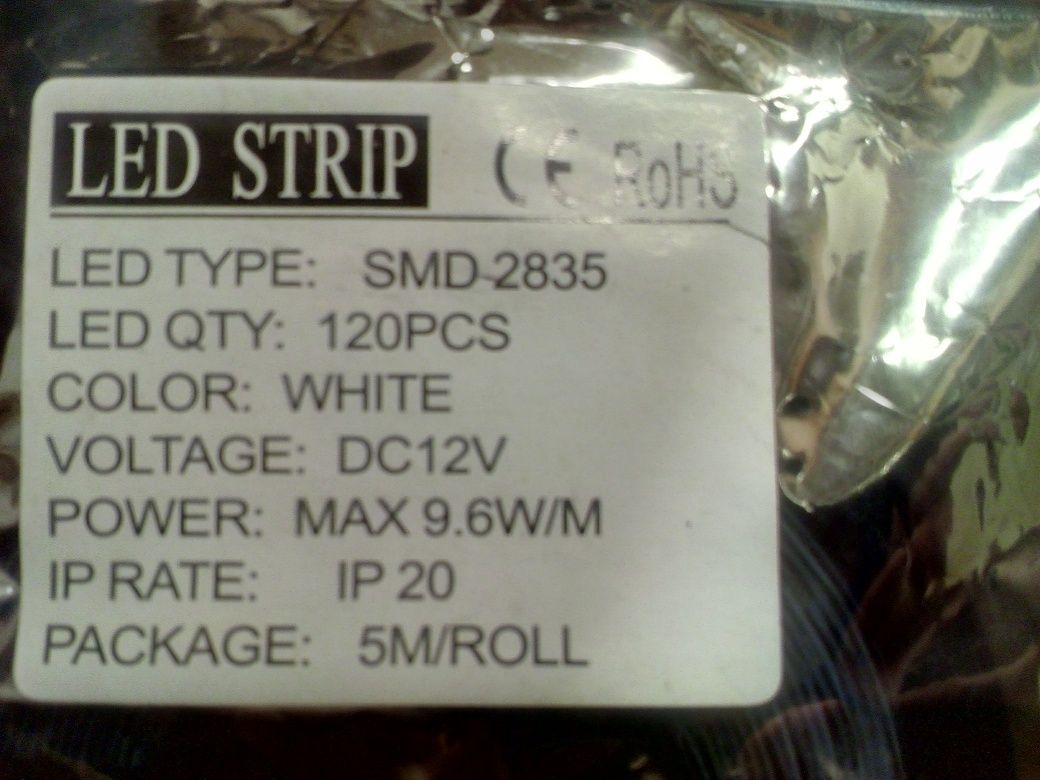 LED STRIP CE RoHS
LED TYPE: SMD-2835
LED QTY: 120PCS
COLOR: WHITE
VOLTAGE: DC12V
POWER: MAX 9.6W/M
IP RATE: IP 20
PACKAGE: 5M/ROLL